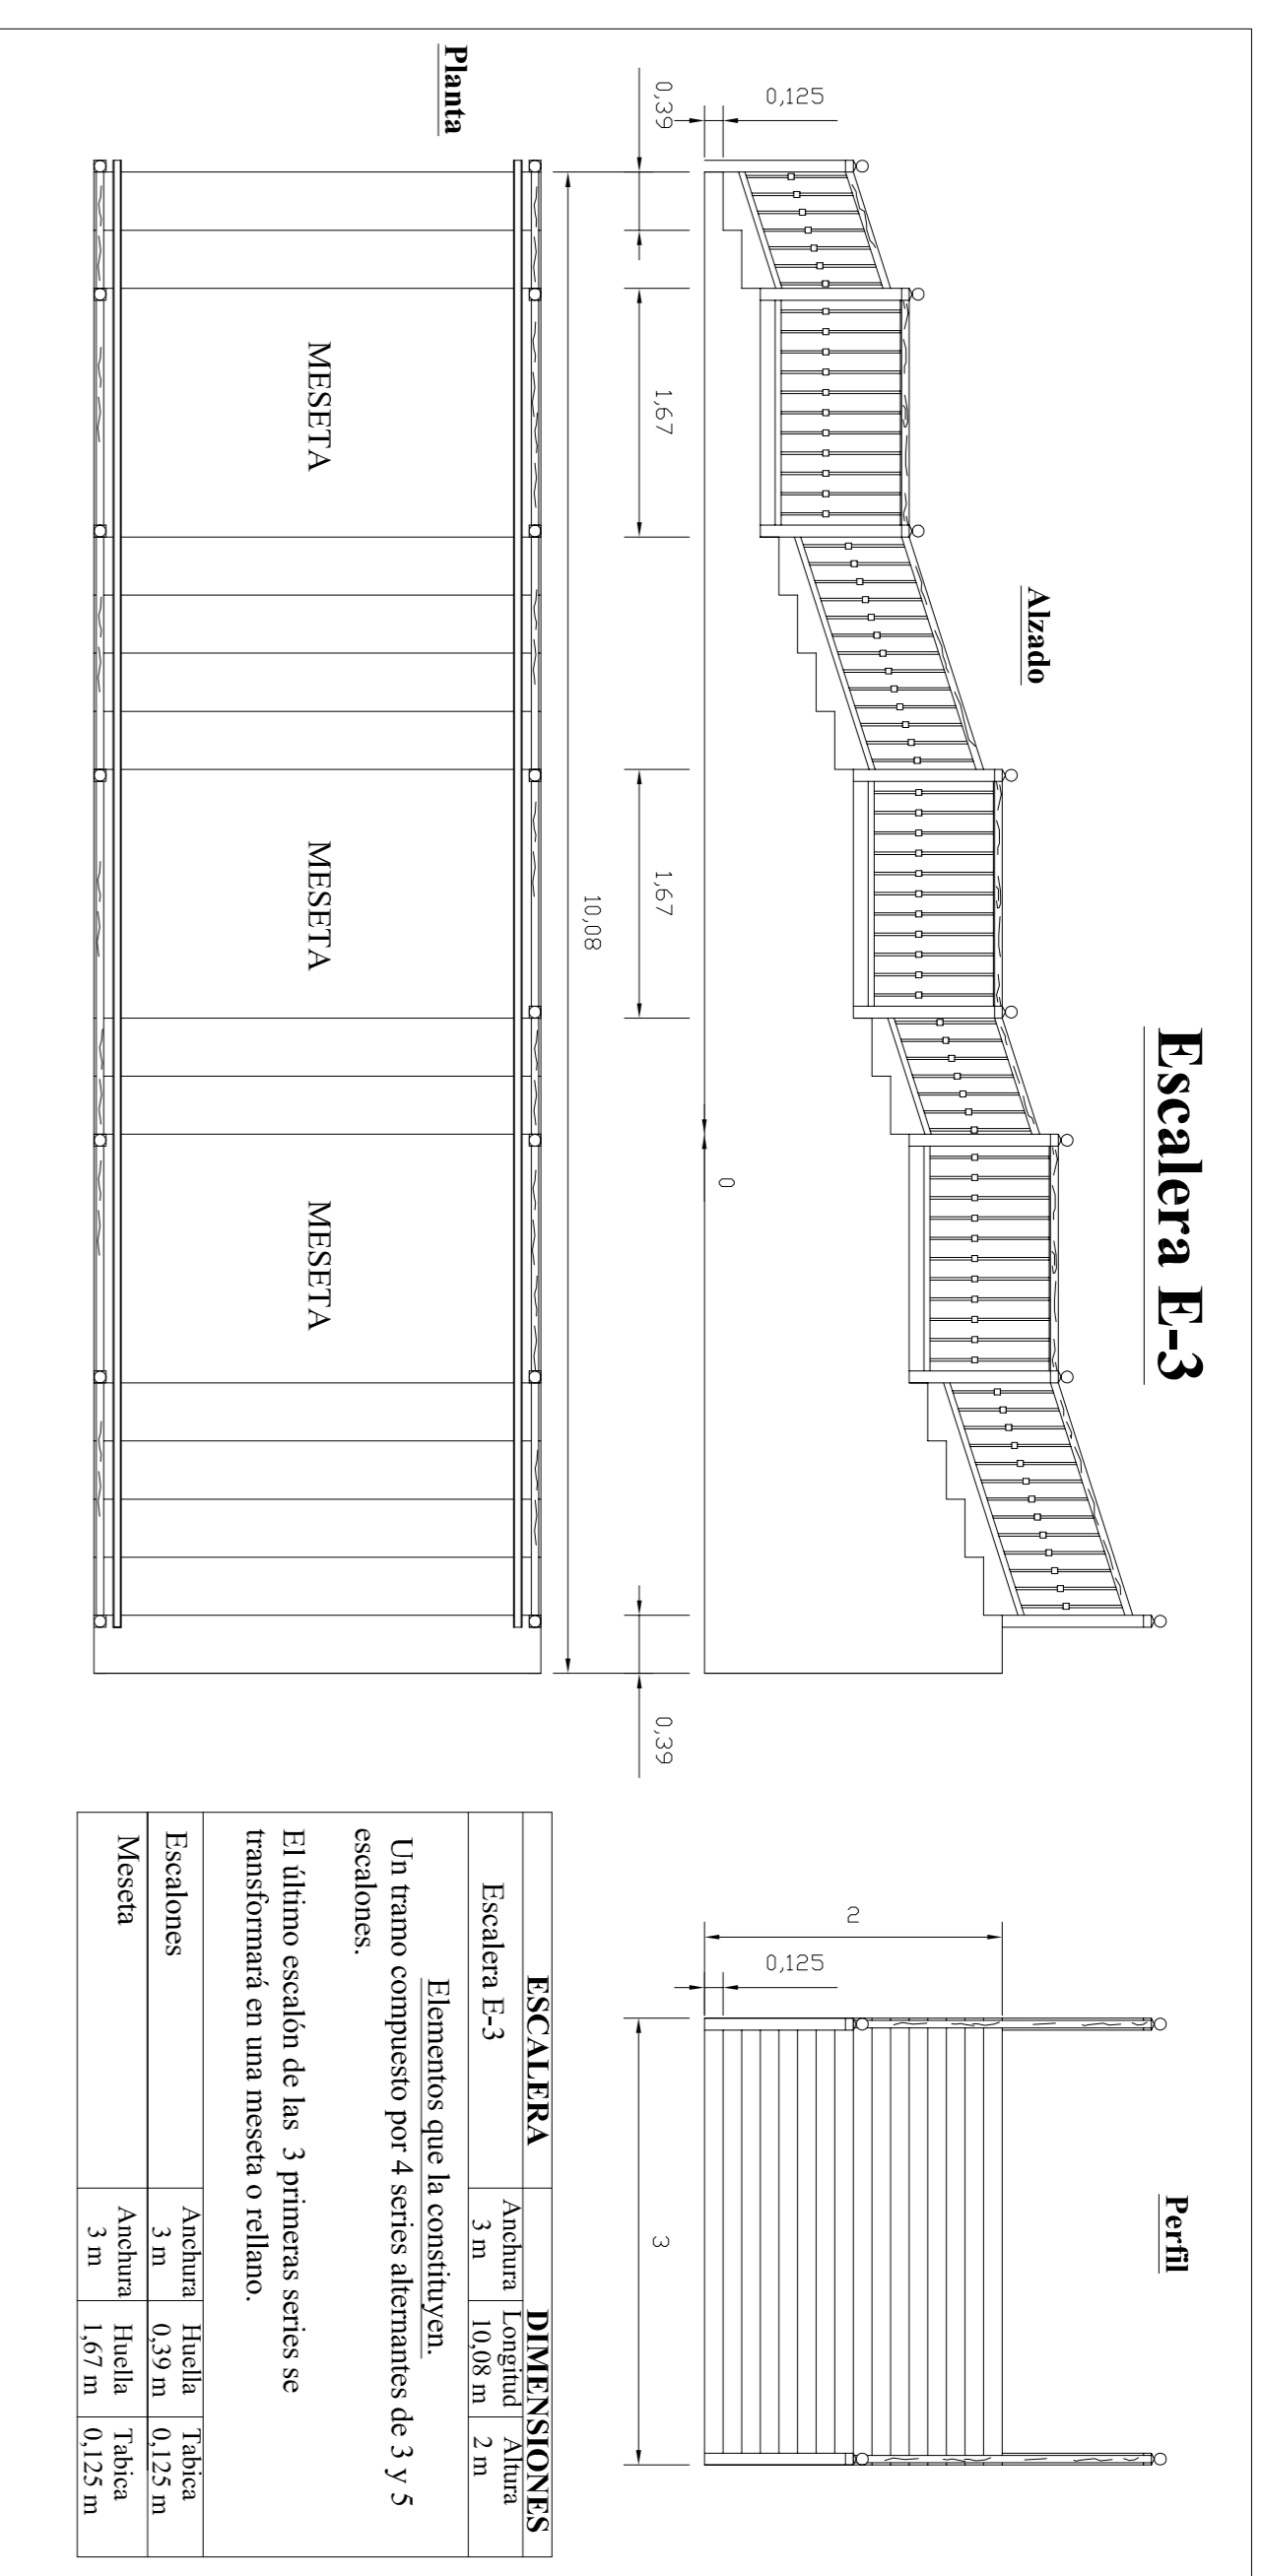 Escalera E-3
Alzado
Perfil
0,125
0,39
1,67
1,67
10,08
0
0,39
2
0,125
3
Planta
MESETA
MESETA
MESETA
ESCALERA DIMENSIONES
Escalera E-3
Anchura Longitud Altura
3 m 10,08 m 2 m
Elementos que la constituyen.
Un tramo compuesto por 4 series alternantes de 3 y 5
escalones.
El último escalón de las 3 primeras series se
transformará en una meseta o rellano.
Escalones
Anchura Huella Tabica
3 m 0,39 m 0,125 m
Meseta
Anchura Huella Tabica
3 m 1,67 m 0,125 m